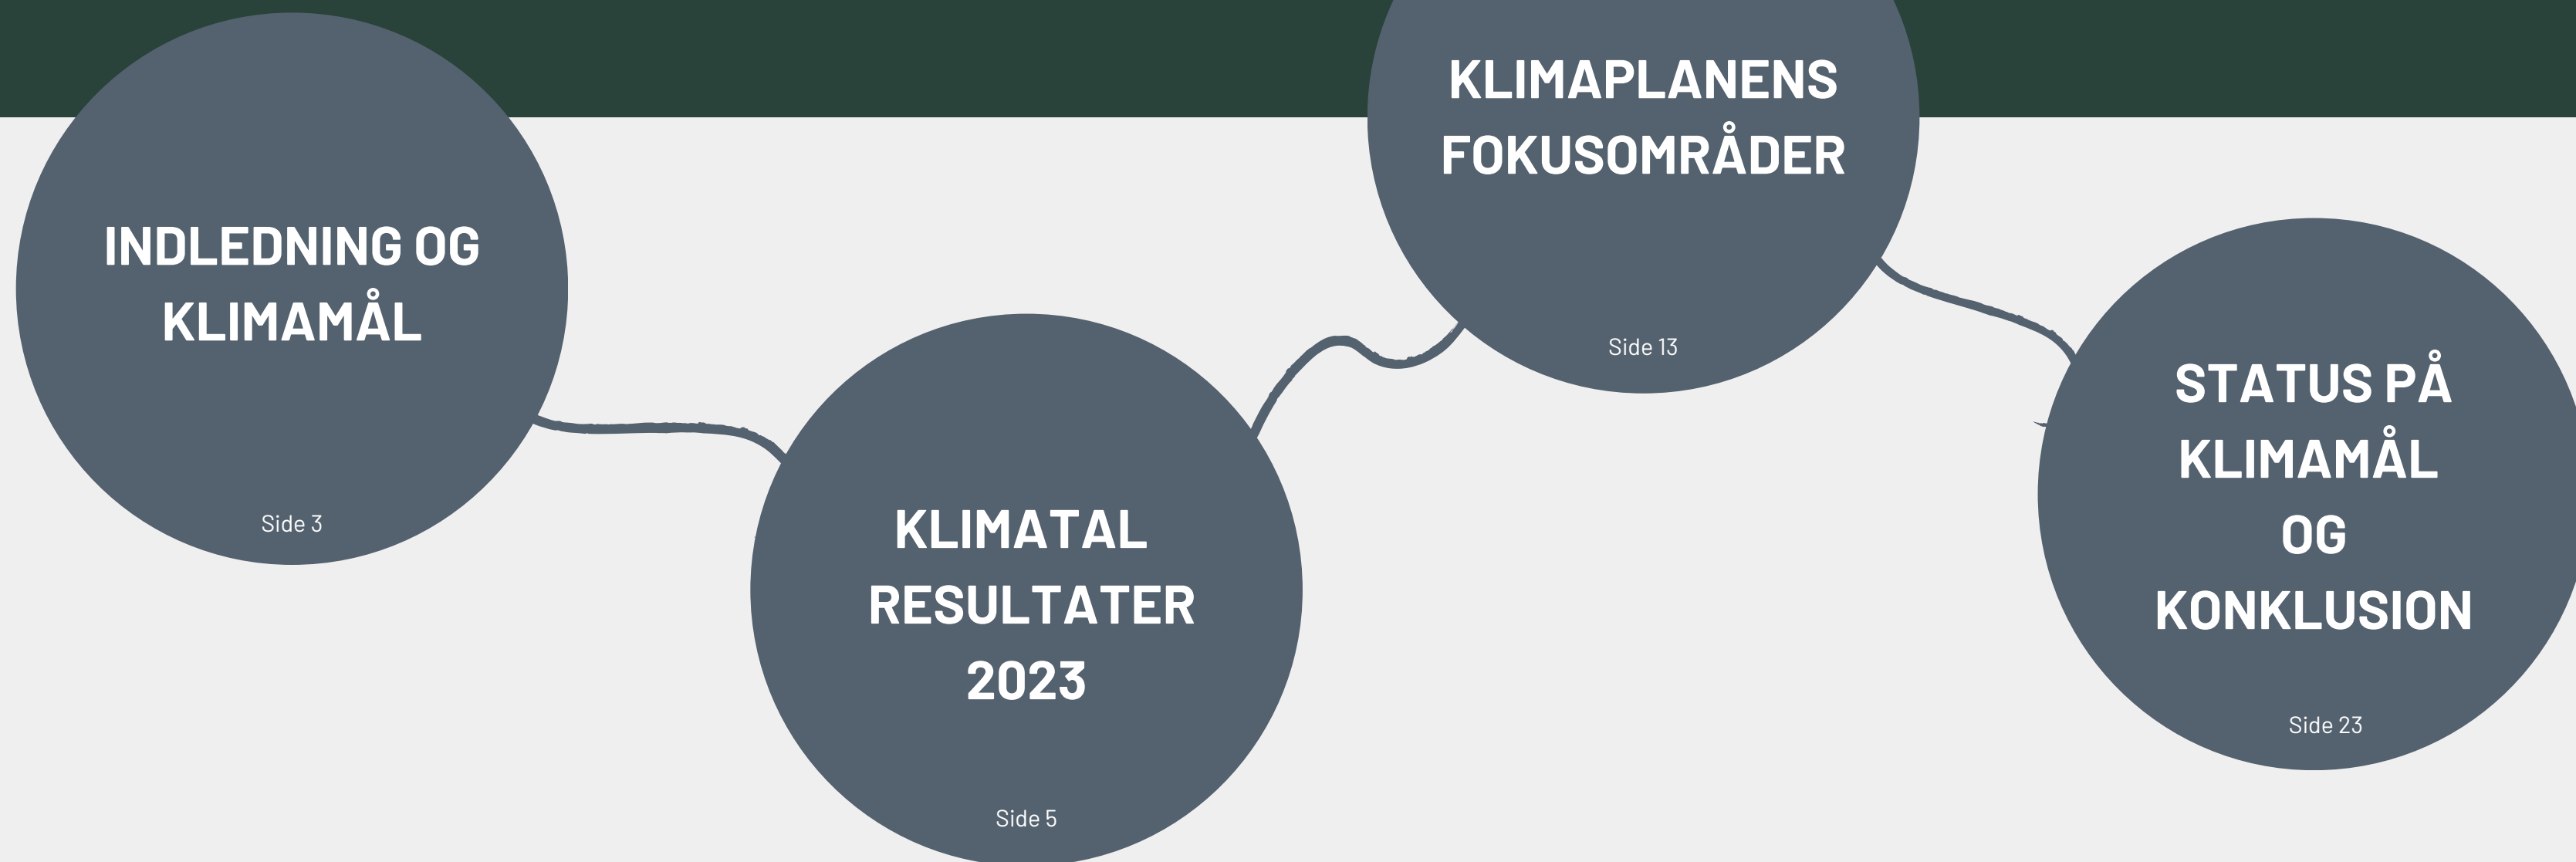 INDLEDNING OG
KLIMAMÅL
Side 3
KLIMATAL
RESULTATER
2023
Side 5
KLIMAPLANENS
FOKUSOMRÅDER
Side 13
STATUS PÅ
KLIMAMÅL
OG
KONKLUSION
Side 23